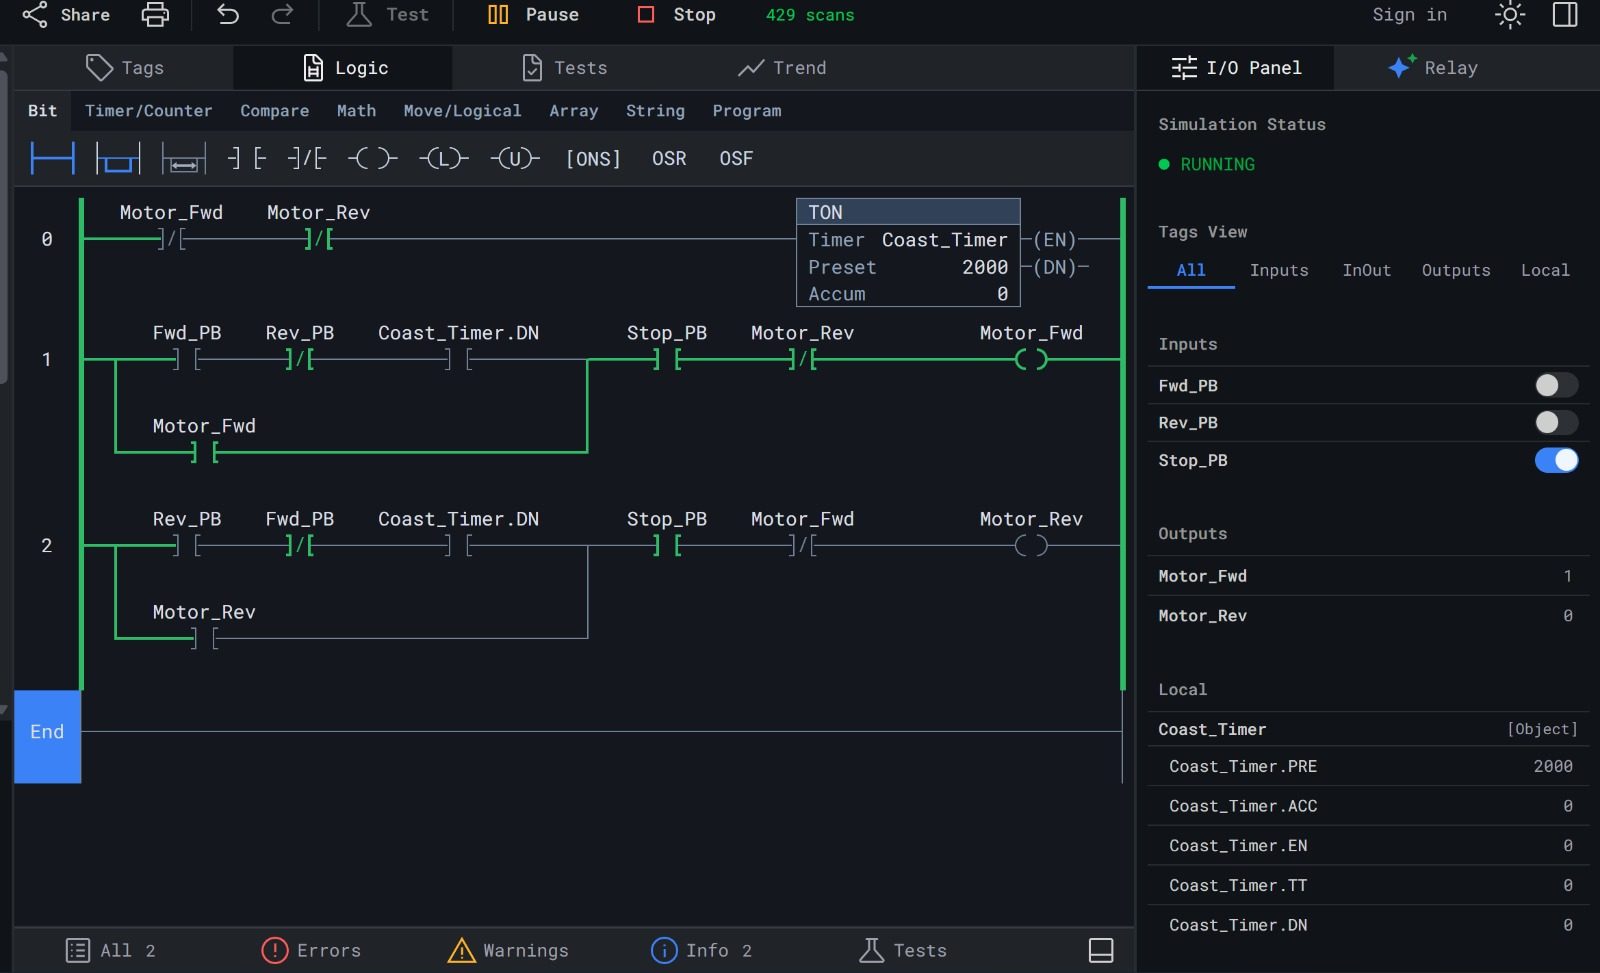 Share Test Pause Stop 429 scans Sign in
Tags Logic Tests Trend I/O Panel Relay
Bit Timer/Counter Compare Math Move/Logical Array String Program
L U [ONS] OSR OSF
Simulation Status
RUNNING
Tags View
All Inputs InOut Outputs Local
Inputs
Fwd_PB
Rev_PB
Stop_PB
Outputs
Motor_Fwd 1
Motor_Rev 0
Local
Coast_Timer [Object]
Coast_Timer.PRE 2000
Coast_Timer.ACC 0
Coast_Timer.EN 0
Coast_Timer.TT 0
Coast_Timer.DN 0
Motor_Fwd Motor_Rev TON
0 Timer Coast_Timer (EN)
Preset 2000 (DN)
Accum 0
Fwd_PB Rev_PB Coast_Timer.DN Stop_PB Motor_Rev Motor_Fwd
1
Motor_Fwd
Rev_PB Fwd_PB Coast_Timer.DN Stop_PB Motor_Fwd Motor_Rev
2
Motor_Rev
End
All 2 Errors Warnings Info 2 Tests